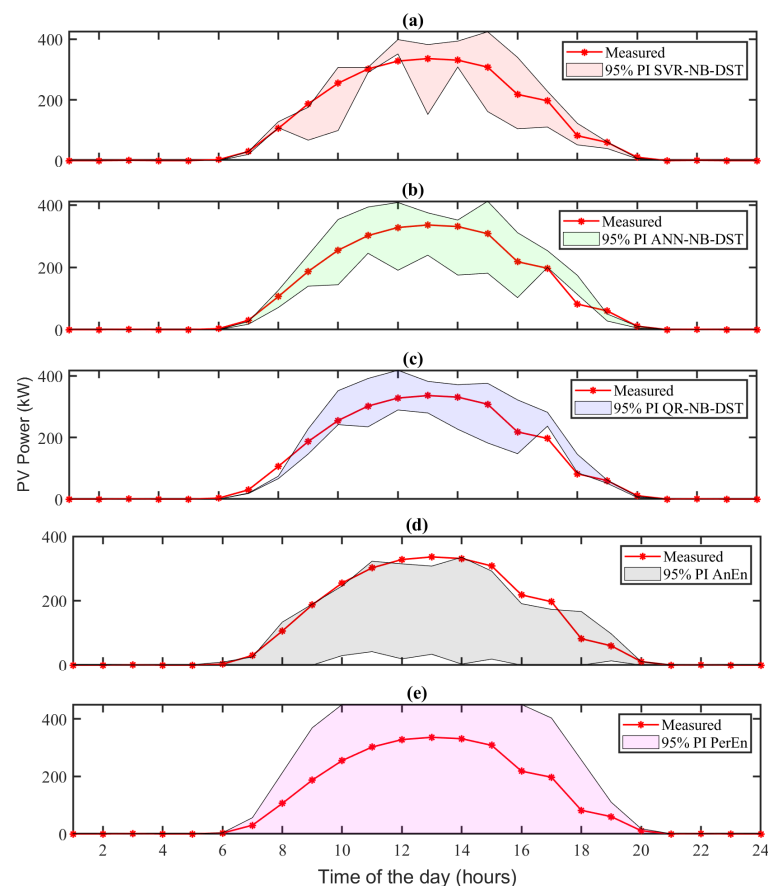 (a)
400
200
0
Measured
95% PI SVR-NB-DST
(b)
400
200
0
Measured
95% PI ANN-NB-DST
(c)
400
200
0
Measured
95% PI QR-NB-DST
PV Power (kW)
(d)
400
200
0
Measured
95% PI AnEn
(e)
400
200
0
Measured
95% PI PerEn
2 4 6 8 10 12 14 16 18 20 22 24
Time of the day (hours)